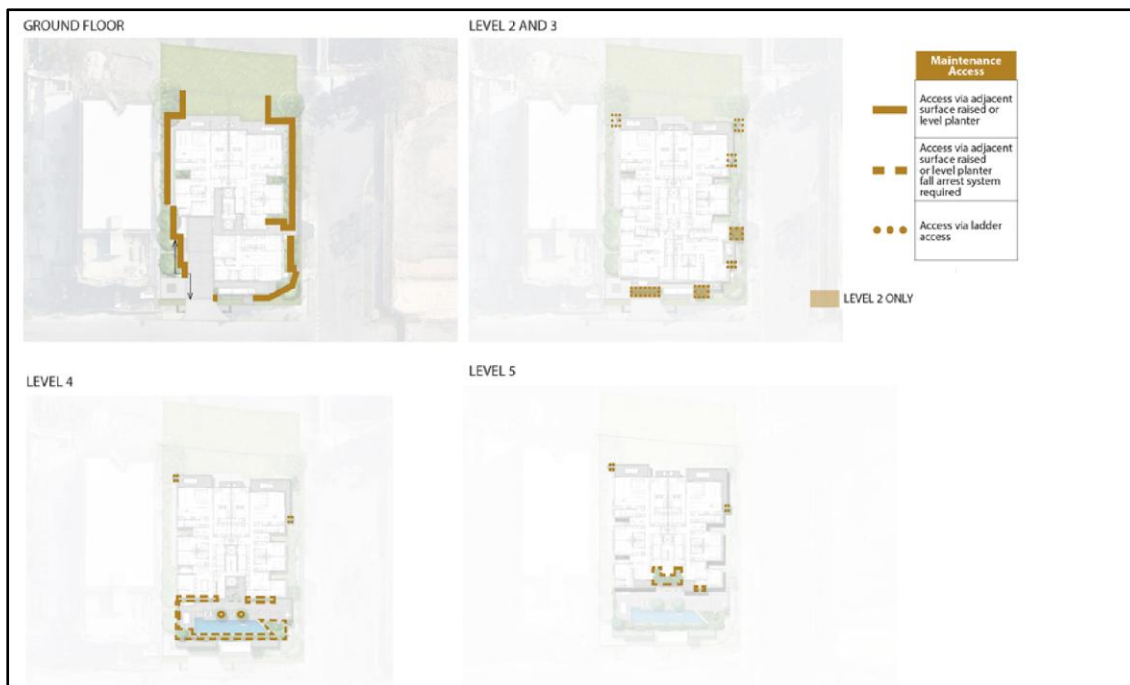 GROUND FLOOR
LEVEL 2 AND 3
Maintenance
Access
Access via adjacent
surface raised or
level planter
Access via adjacent
surface raised
or level planter
fall arrest system
required
Access via ladder
access
LEVEL 2 ONLY
LEVEL 4
LEVEL 5